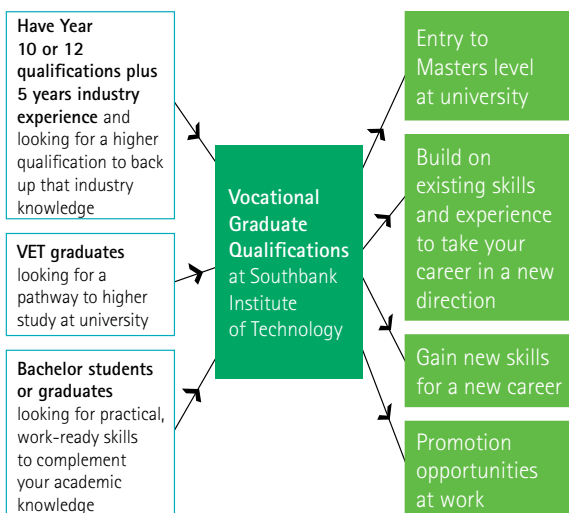 Have Year
10 or 12
qualifications plus
5 years industry
experience and
looking for a higher
qualification to back
up that industry
knowledge
VET graduates
looking for a
pathway to higher
study at university
Bachelor students
or graduates
looking for practical,
work-ready skills
to complement
your academic
knowledge
Vocational
Graduate
Qualifications
at Southbank
Institute
of Technology
Entry to
Masters level
at university
Build on
existing skills
and experience
to take your
career in a new
direction
Gain new skills
for a new career
Promotion
opportunities
at work